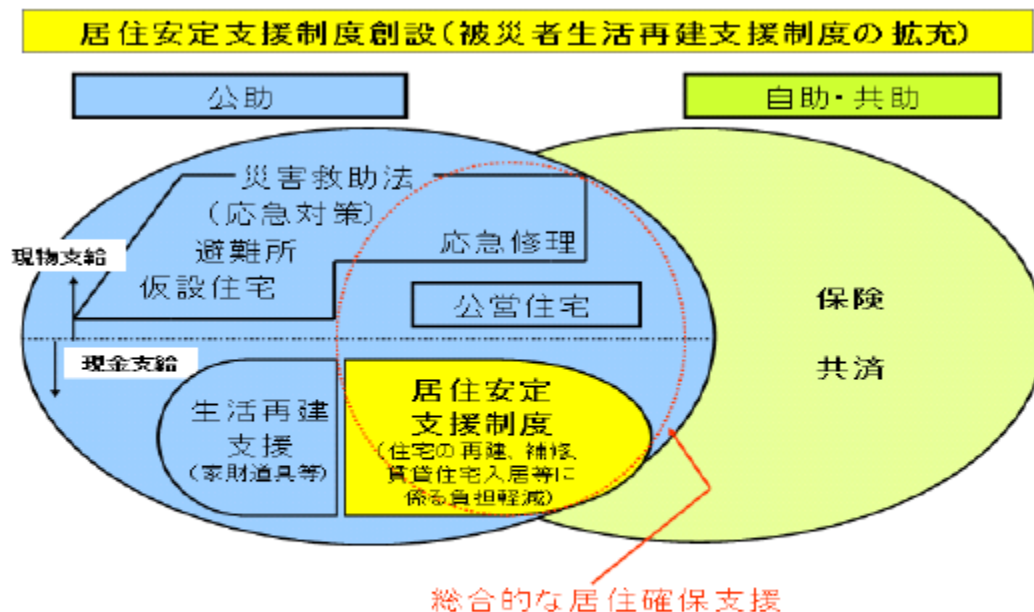 居住安定支援制度創設(被災者生活再建支援制度の拡充)
公助
自助・共助
災害救助法
(応急対策)
避難所
仮設住宅
応急修理
現物支給
公営住宅
保険
共済
現金支給
生活再建
支援
(家財道具等)
居住安定
支援制度
(住宅の再建、補修、
賃貸住宅入居等に
係る負担軽減)
総合的な居住確保支援